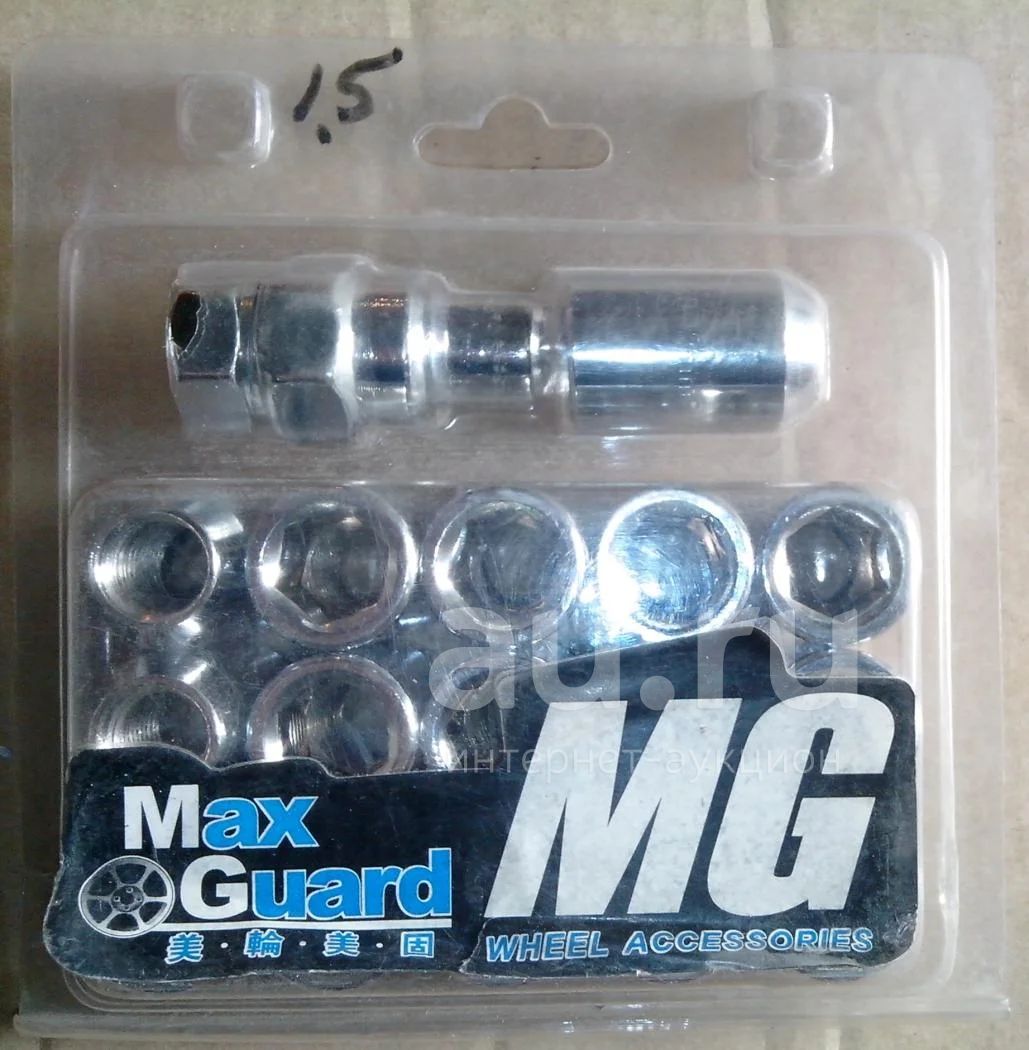 1.5
au.ru
интернет-аукцион
MG
Max
Guard
美·輪·美·固
WHEEL ACCESSORIES